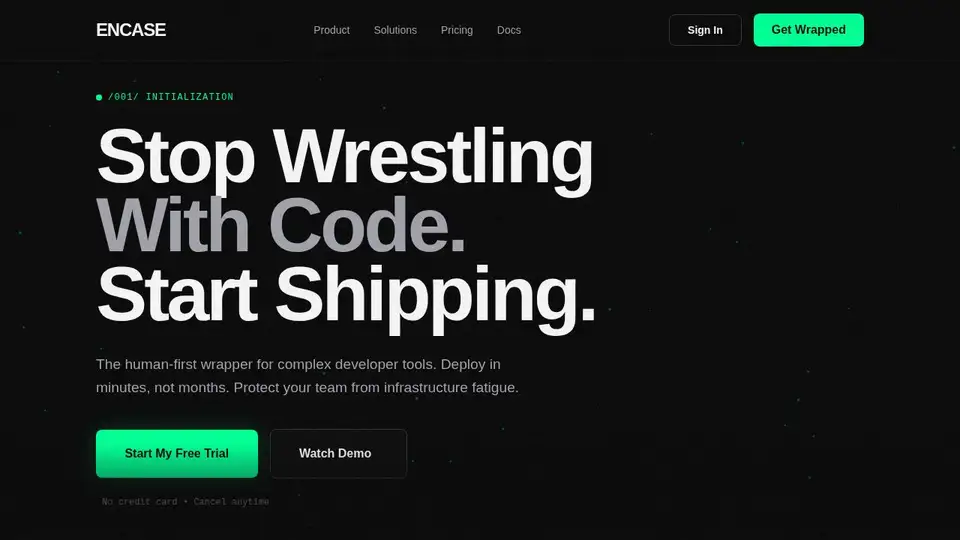 ENCASE
Product Solutions Pricing Docs
Sign In
Get Wrapped
/001/ INITIALIZATION
Stop Wrestling
With Code.
Start Shipping.
The human-first wrapper for complex developer tools. Deploy in
minutes, not months. Protect your team from infrastructure fatigue.
Start My Free Trial
Watch Demo
No credit card • Cancel anytime